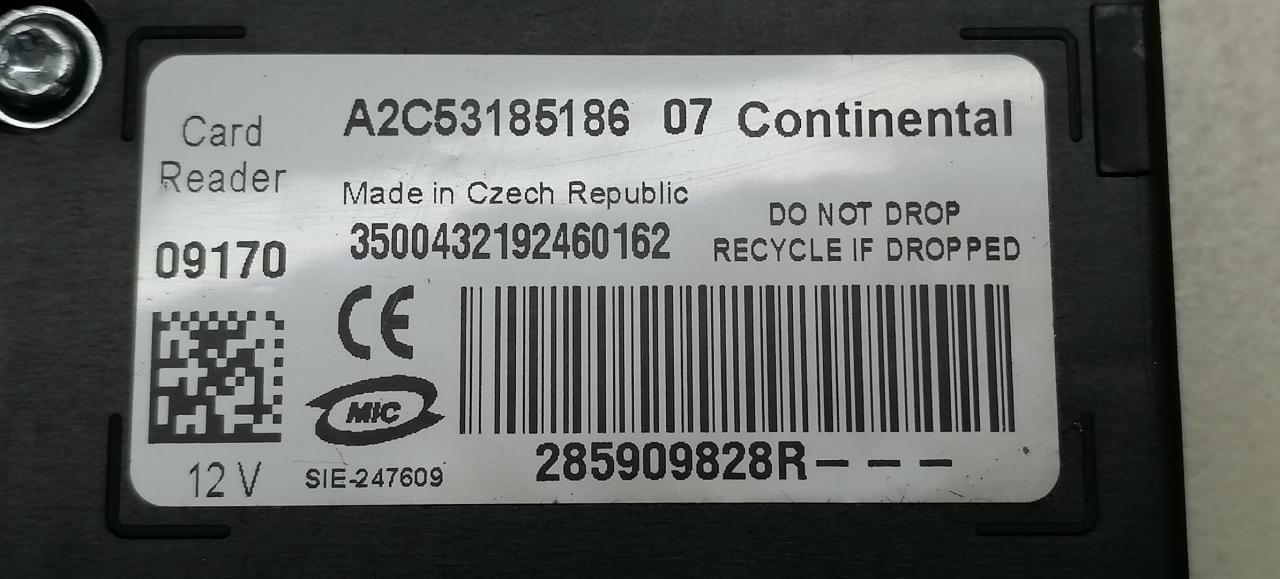 Card
Reader
09170
12 V
A2C53185186 07 Continental
Made in Czech Republic
3500432192460162
DO NOT DROP
RECYCLE IF DROPPED
CE
MIC
SIE-247609
285909828R– – –